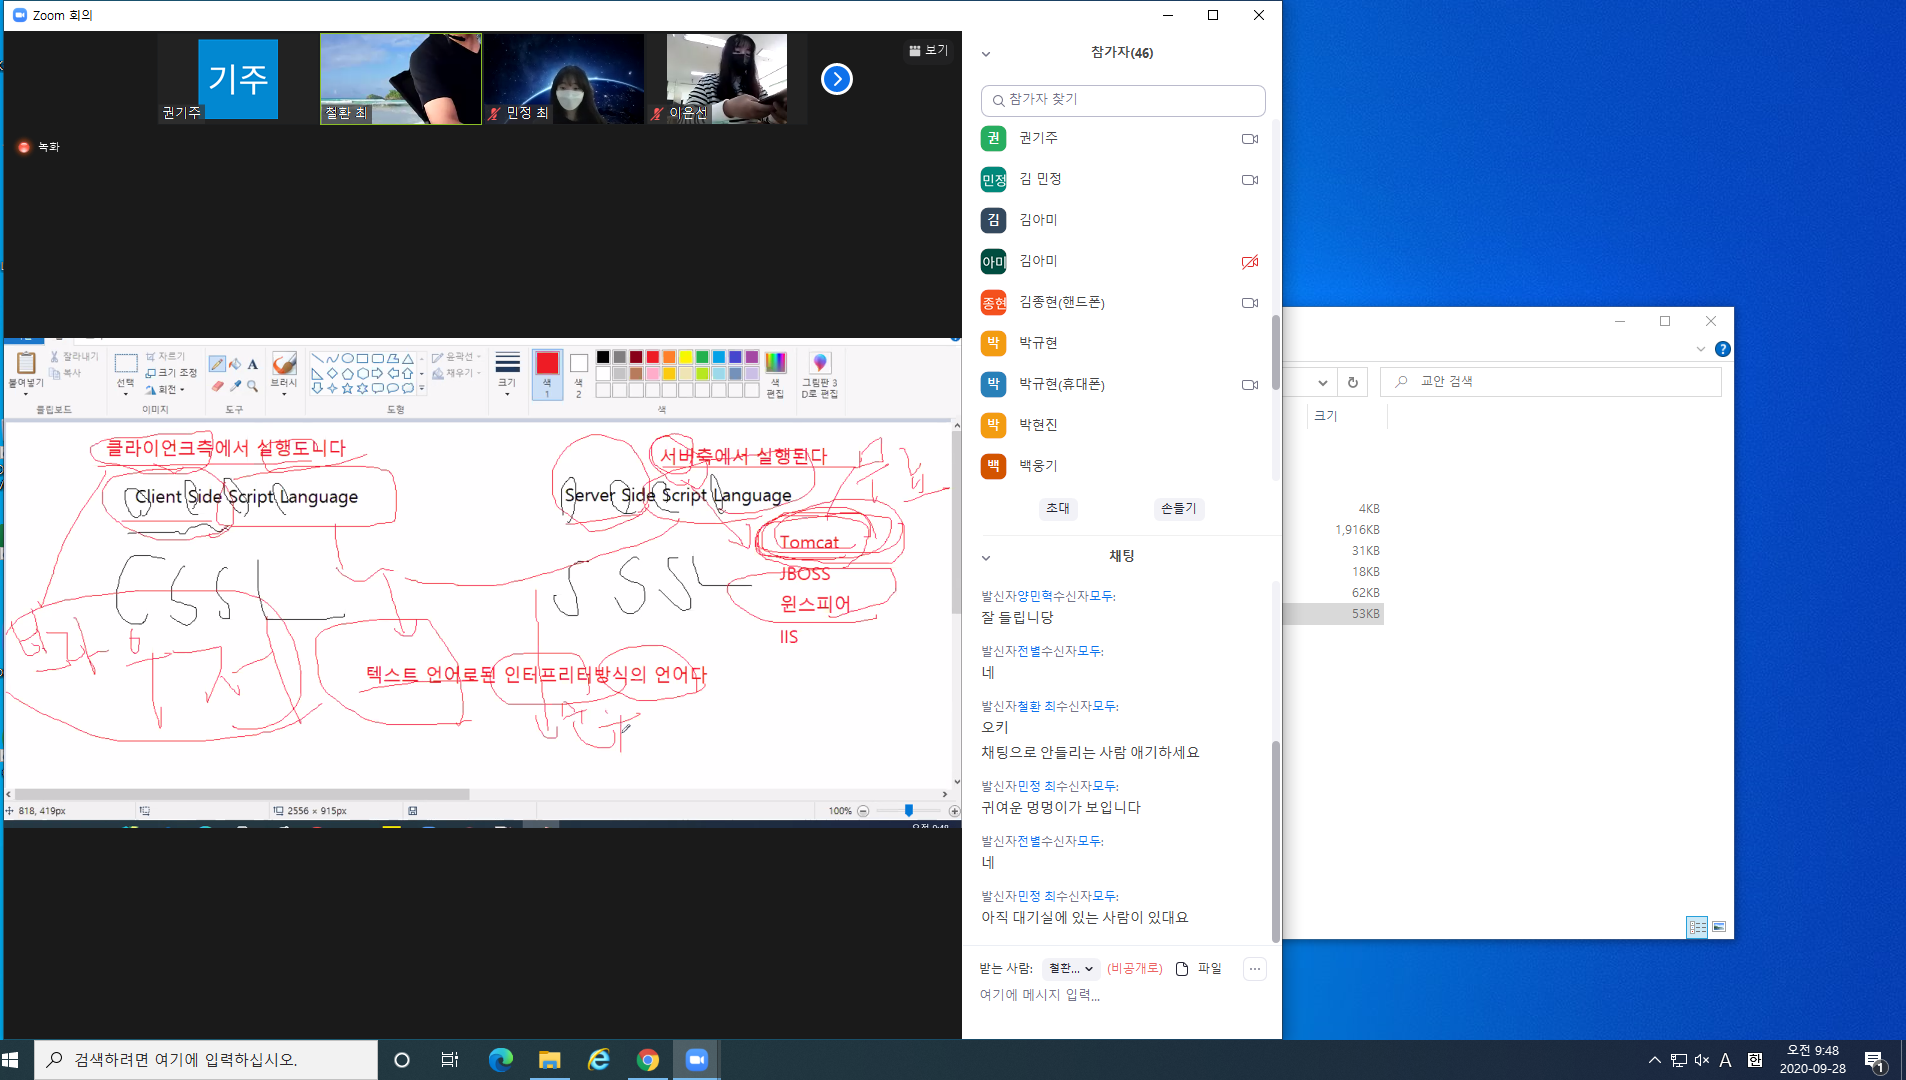 Zoom 회의
보기
기주
권기주
철환 최
민정 최
이은선
녹화
붙여넣기
잘라내기
복사
클립보드
선택
자르기
크기 조정
회전
이미지
도구
브러시
도형
윤곽선
채우기
크기
색
1
색
2
색
편집
그림판 3
D로 편집
색
클라이언크측에서 실행도니다
서버측에서 실행된다
Client Side Script Language
Server Side Script Language
Tomcat
CSSL
SSSL
JBOSS
윈스피어
IIS
텍스트 언어로된 인터프리터방식의 언어다
818, 419px
2556 × 915px
100%
참가자(46)
참가자 찾기
권 권기주
민정 김 민정
김 김아미
아미 김아미
종현 김종현(핸드폰)
박 박규현
박 박규현(휴대폰)
박 박현진
백 백웅기
초대
손들기
채팅
발신자양민혁수신자모두:
잘 들립니당
발신자전별수신자모두:
네
발신자철환 최수신자모두:
오키
채팅으로 안들리는 사람 얘기하세요
발신자민정 최수신자모두:
귀여운 멍멍이가 보입니다
발신자전별수신자모두:
네
발신자민정 최수신자모두:
아직 대기실에 있는 사람이 있대요
받는 사람: 철환... (비공개로) 파일
여기에 메시지 입력...
교안 검색
크기
4KB
1,916KB
31KB
18KB
62KB
53KB
검색하려면 여기에 입력하십시오.
A
한
오전 9:48
2020-09-28
1